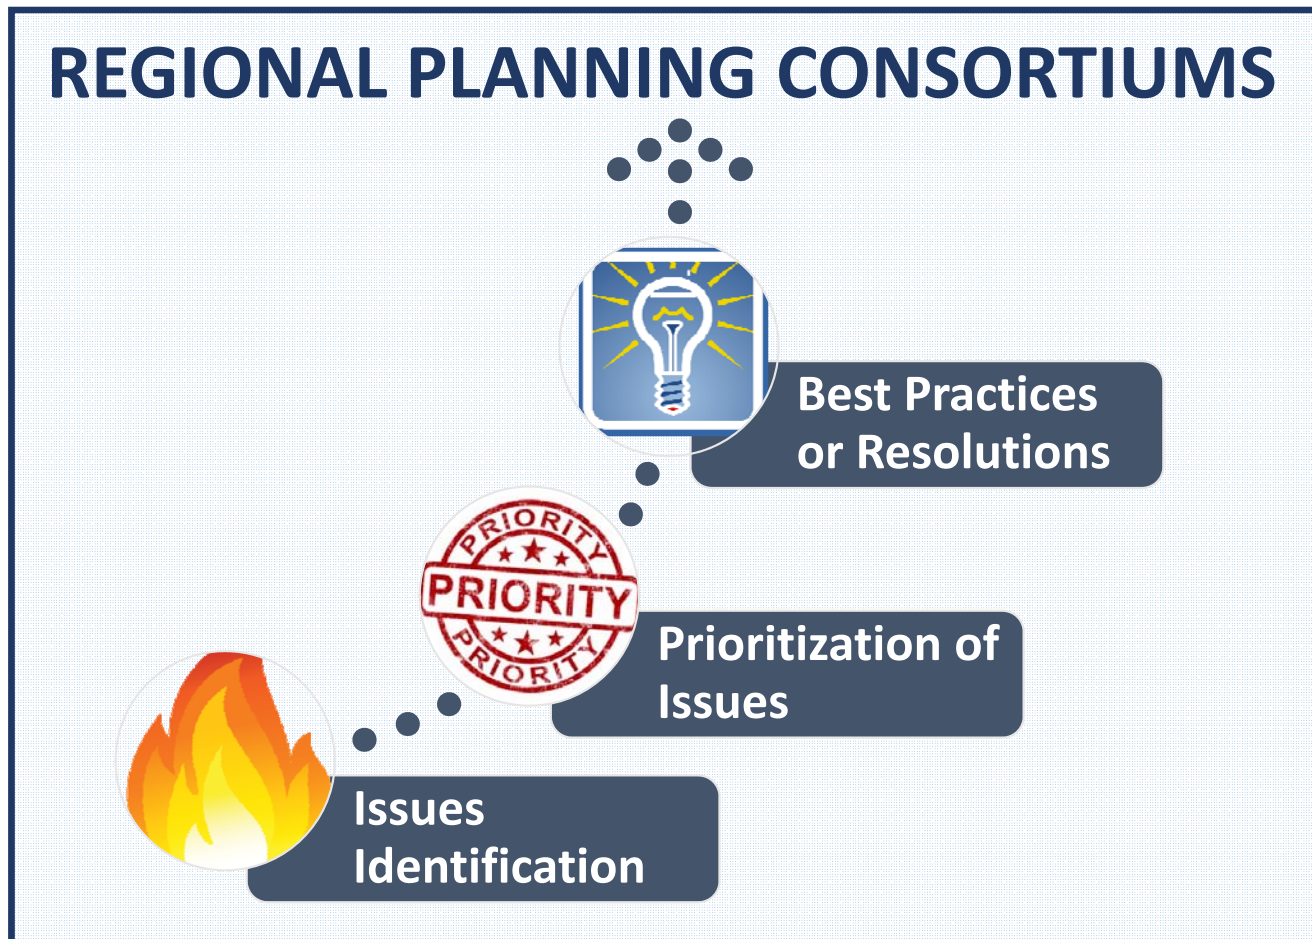 REGIONAL PLANNING CONSORTIUMS
Best Practices
or Resolutions
PRIORITY
PRIORITY
PRIORITY
Prioritization of
Issues
Issues
Identification